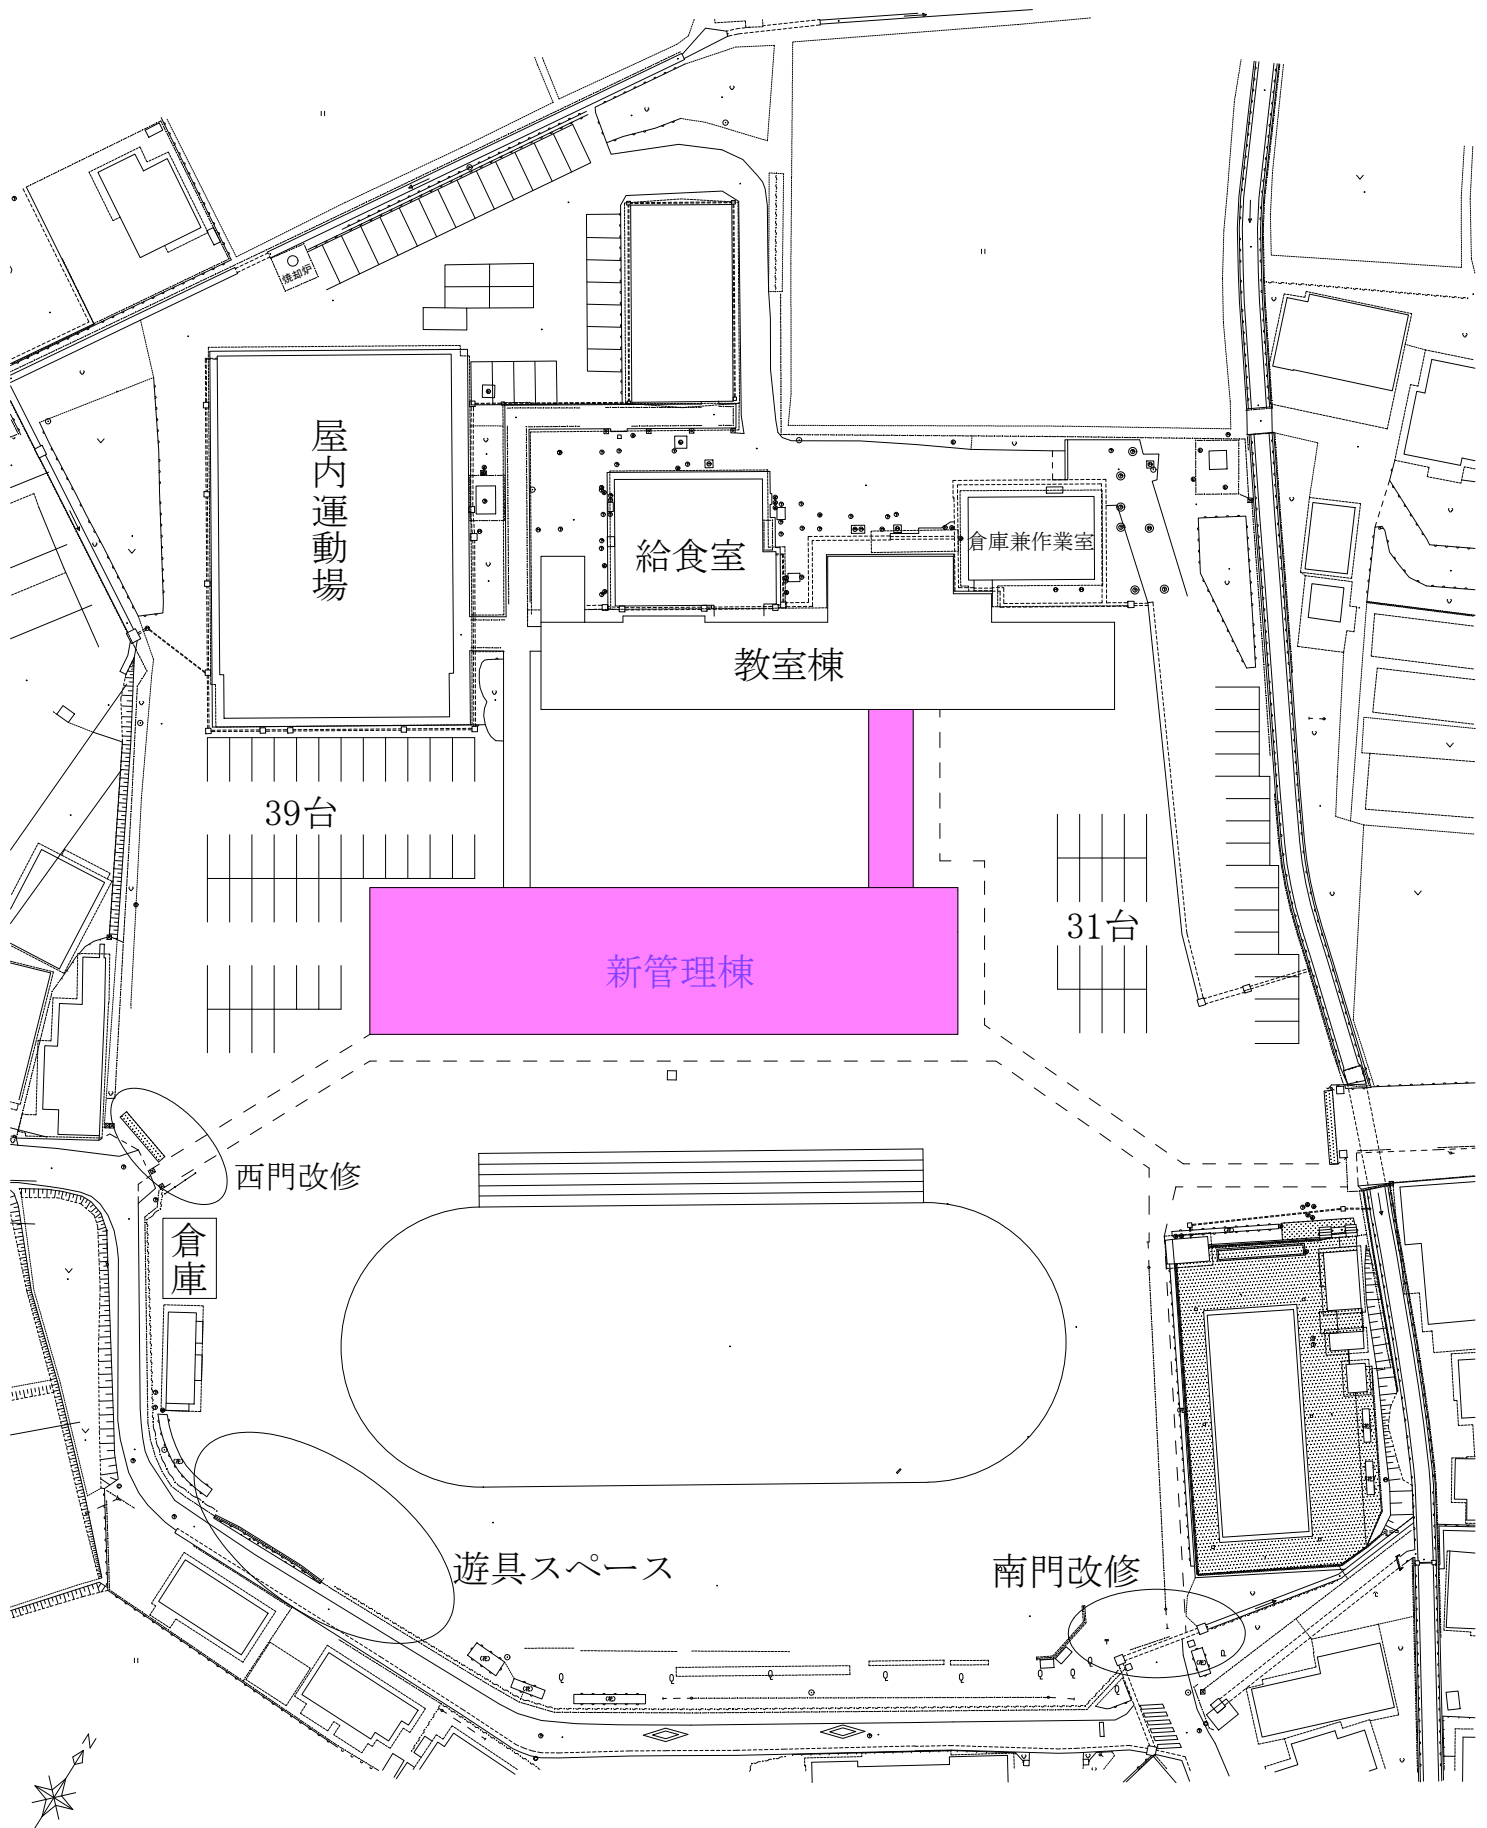 N
焼却炉
屋内運動場
給食室
倉庫兼作業室
教室棟
39台
31台
新管理棟
西門改修
倉庫
遊具スペース
南門改修